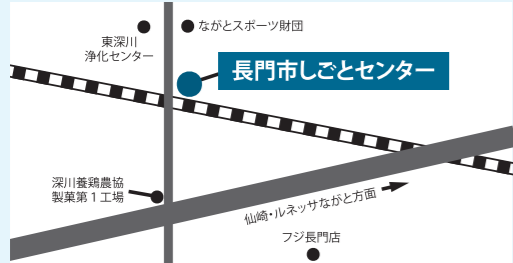 東深川
浄化センター
ながとスポーツ財団
長門市しごとセンター
深川養鶏農協
製菓第1工場
仙崎・ルネッサながと方面
フジ長門店